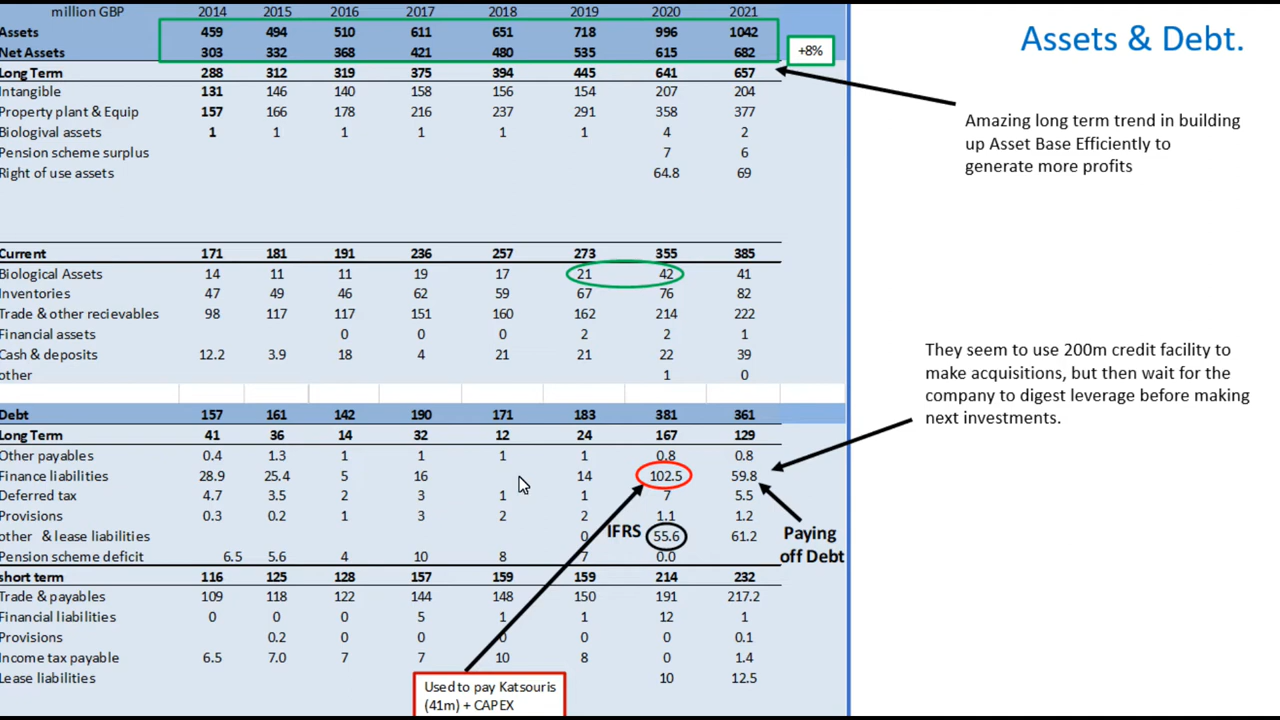 million GBP 2014 2015 2016 2017 2018 2019 2020 2021
Assets 459 494 510 611 651 718 996 1042
Net Assets 303 332 368 421 480 535 615 682
+8%
Long Term 288 312 319 375 394 445 641 657
Intangible 131 146 140 158 156 154 207 204
Property plant & Equip 157 166 178 216 237 291 358 377
Biologival assets 1 1 1 1 1 1 4 2
Pension scheme surplus 7 6
Right of use assets 64.8 69
Current 171 181 191 236 257 273 355 385
Biological Assets 14 11 11 19 17 21 42 41
Inventories 47 49 46 62 59 67 76 82
Trade & other recievables 98 117 117 151 160 162 214 222
Financial assets 0 0 0 2 2 1
Cash & deposits 12.2 3.9 18 4 21 21 22 39
other 1 0
Debt 157 161 142 190 171 183 381 361
Long Term 41 36 14 32 12 24 167 129
Other payables 0.4 1.3 1 1 1 1 0.8 0.8
Finance liabilities 28.9 25.4 5 16 14 102.5 59.8
Deferred tax 4.7 3.5 2 3 1 1 7 5.5
Provisions 0.3 0.2 1 3 2 2 1.1 1.2
other & lease liabilities 0 55.6 61.2
IFRS
Pension scheme deficit 6.5 5.6 4 10 8 7 0.0
short term 116 125 128 157 159 159 214 232
Trade & payables 109 118 122 144 148 150 191 217.2
Financial liabilities 0 0 0 5 1 1 12 1
Provisions 0.2 0 0 0 0 0 0.1
Income tax payable 6.5 7.0 7 7 10 8 0 1.4
Lease liabilities 10 12.5
Used to pay Katsouris
(41m) + CAPEX
Assets & Debt.
Amazing long term trend in building
up Asset Base Efficiently to
generate more profits
They seem to use 200m credit facility to
make acquisitions, but then wait for the
company to digest leverage before making
next investments.
Paying
off Debt